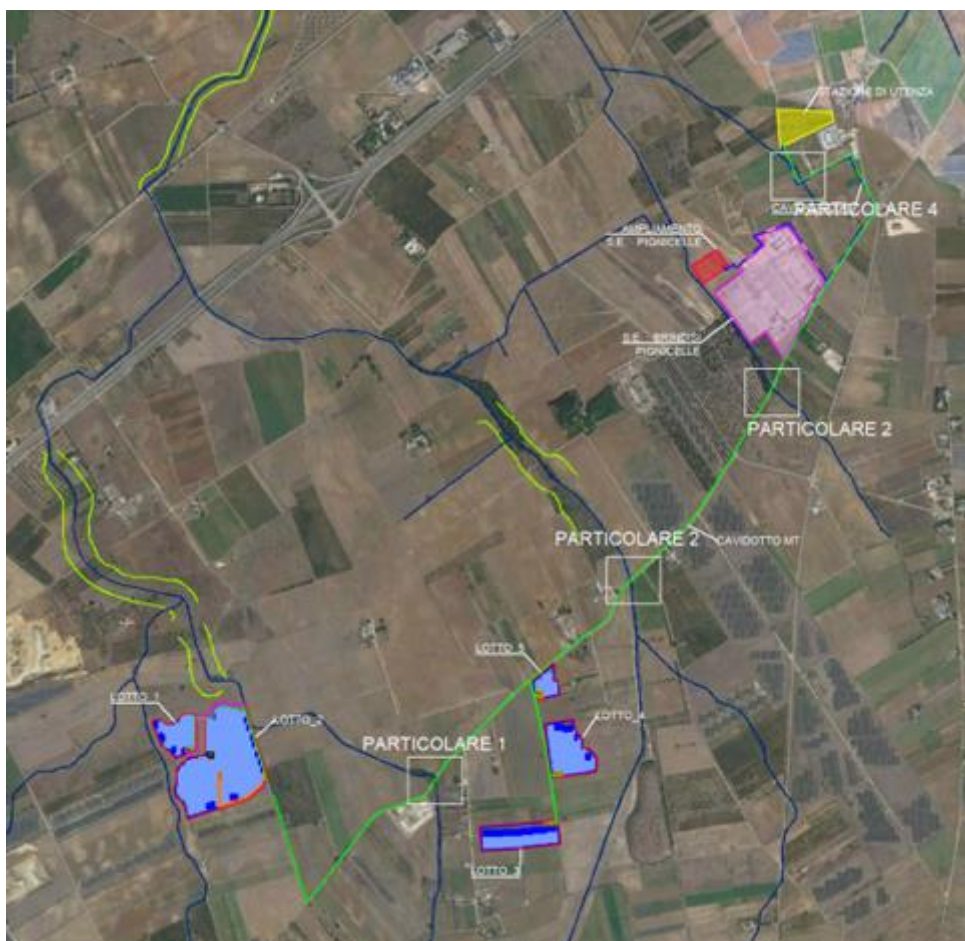 STAZIONE DI UTENZA
PARTICOLARE 4
AMPLIAMENTO
S.E. PIGNICELLE
S.E. BRINDISI
PIGNICELLE
PARTICOLARE 2
PARTICOLARE 2
CAVIDOTTO MT
LOTTO_5
LOTTO_1
LOTTO_2
LOTTO_4
PARTICOLARE 1
LOTTO_3